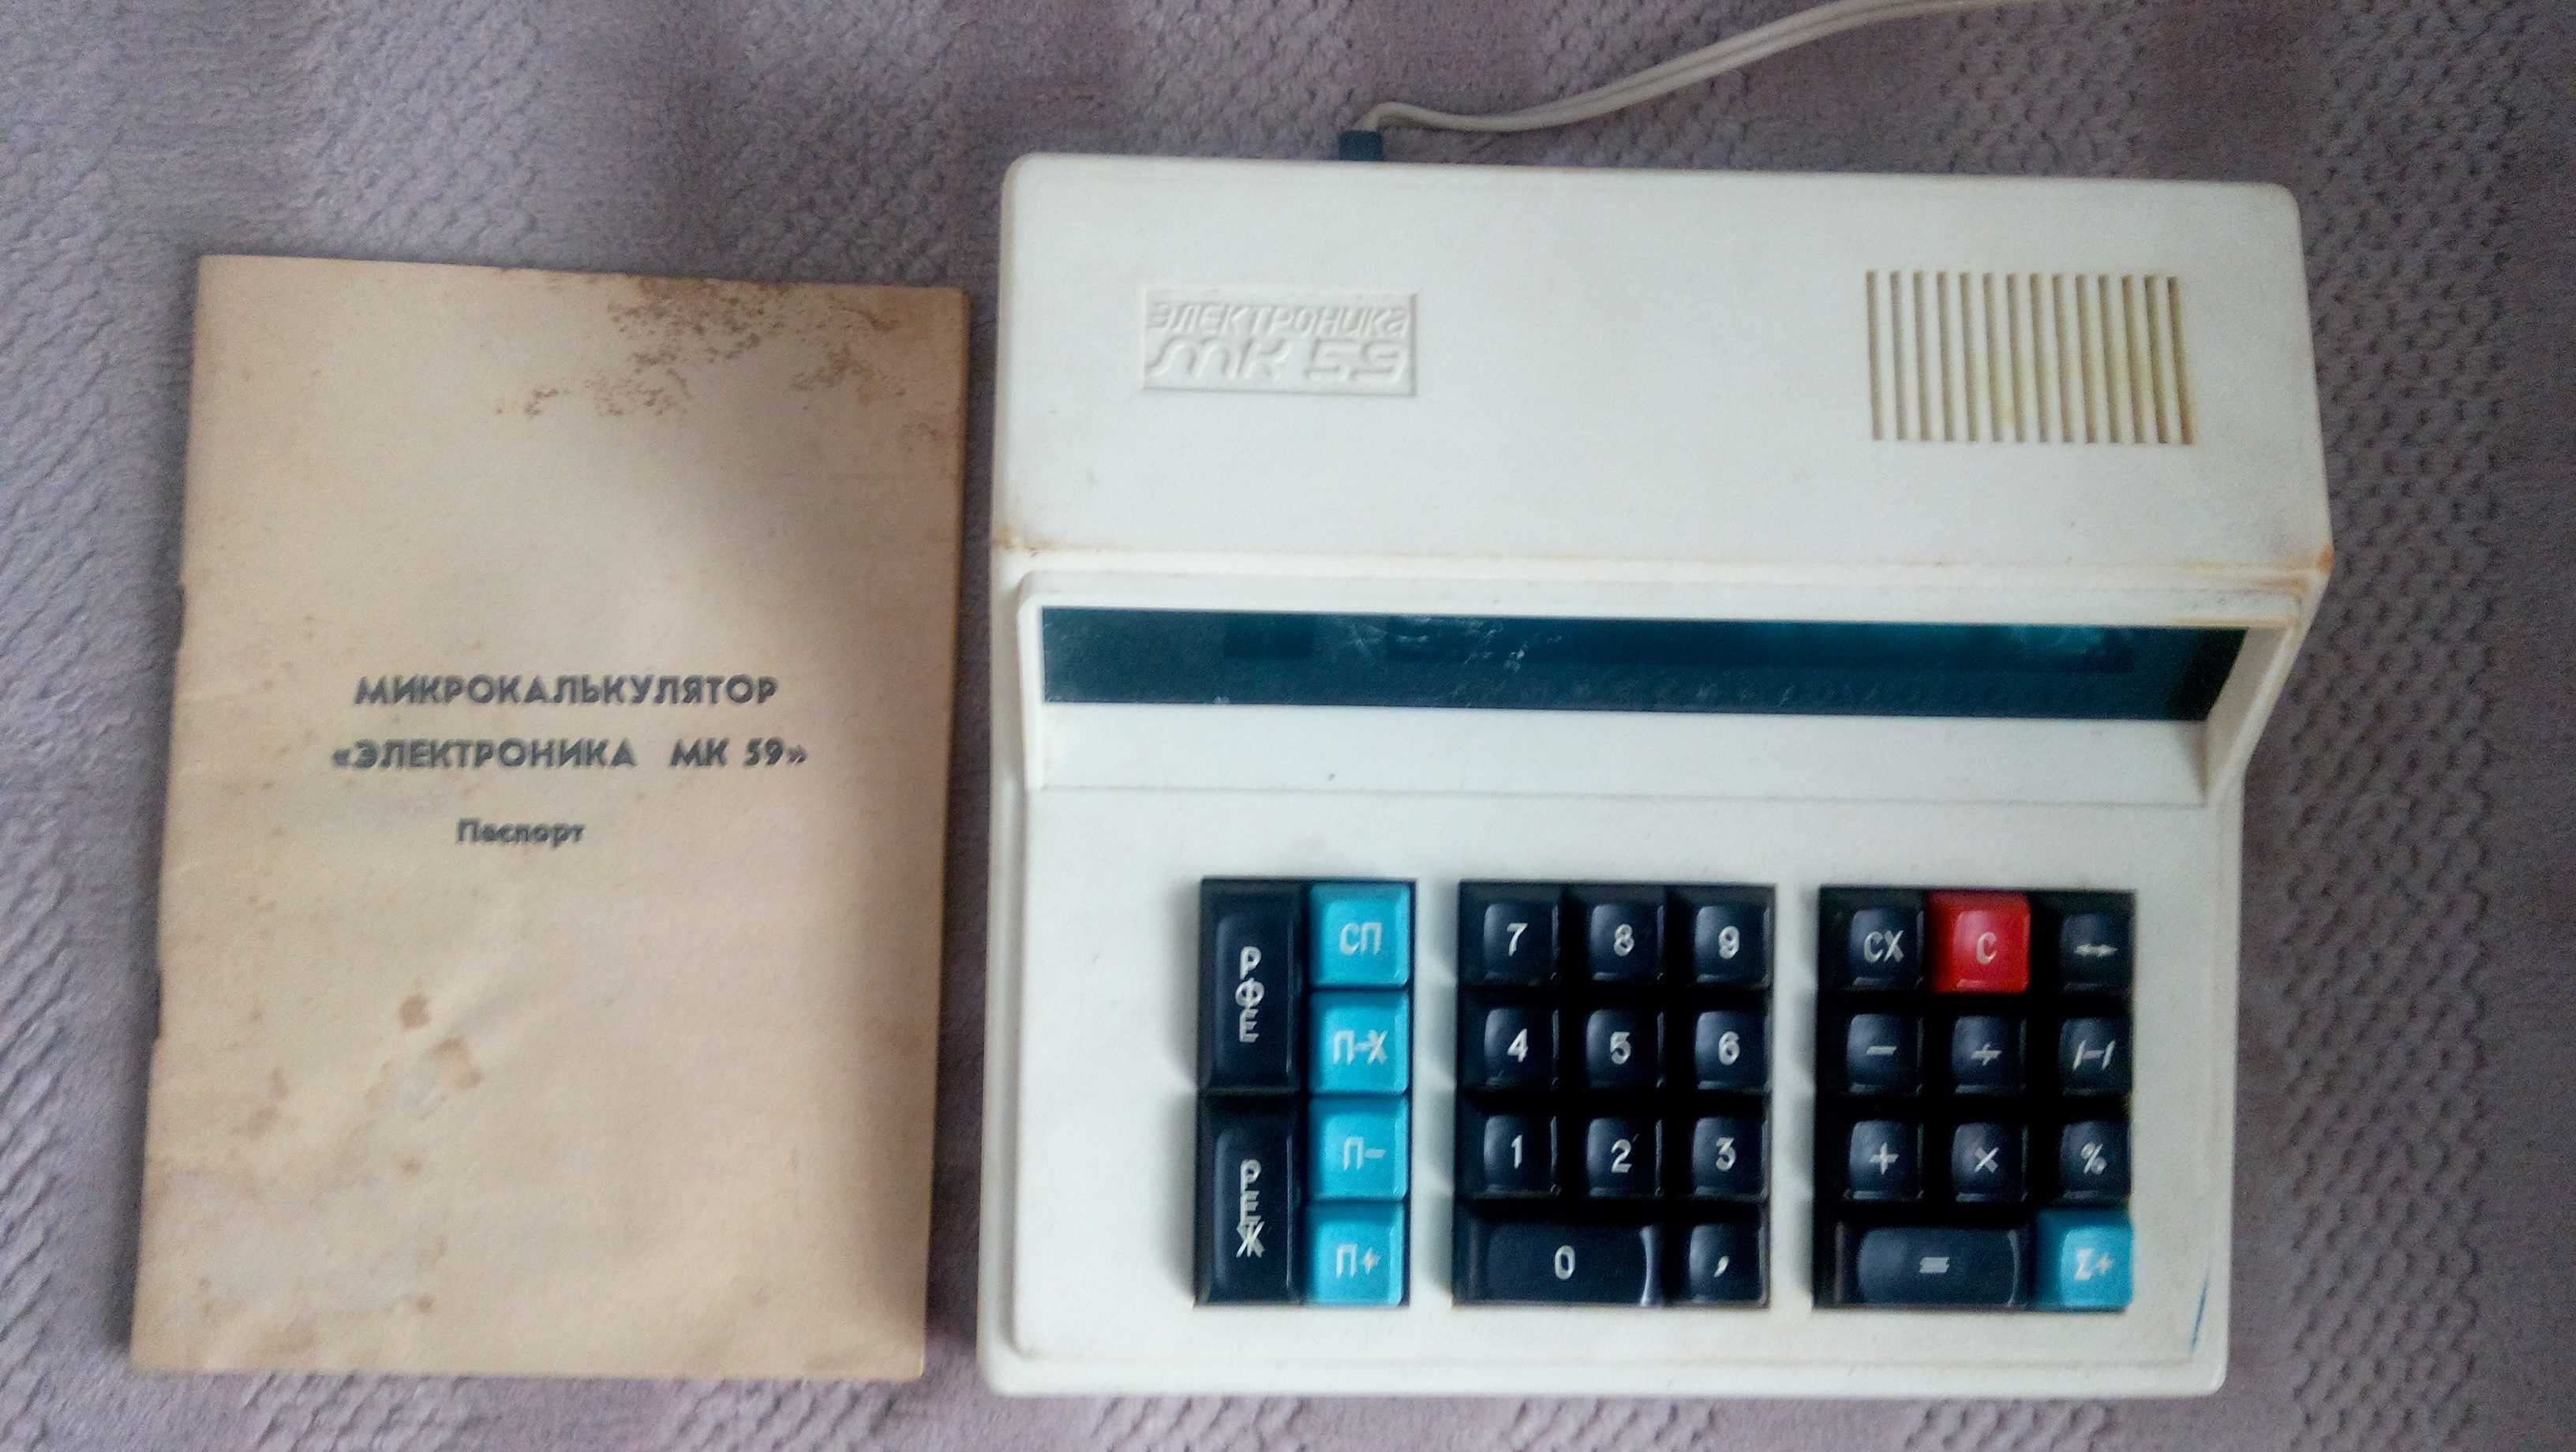 МИКРОКАЛЬКУЛЯТОР
«ЭЛЕКТРОНИКА МК 59»
Паспорт
ЭЛЕКТРОНИКА
МК 59
СП 7 8 9 СХ С ↔
П-Х 4 5 6 − ÷ /-/
П- 1 2 3 + × %
П+ 0 , = Σ+
РЕЖ